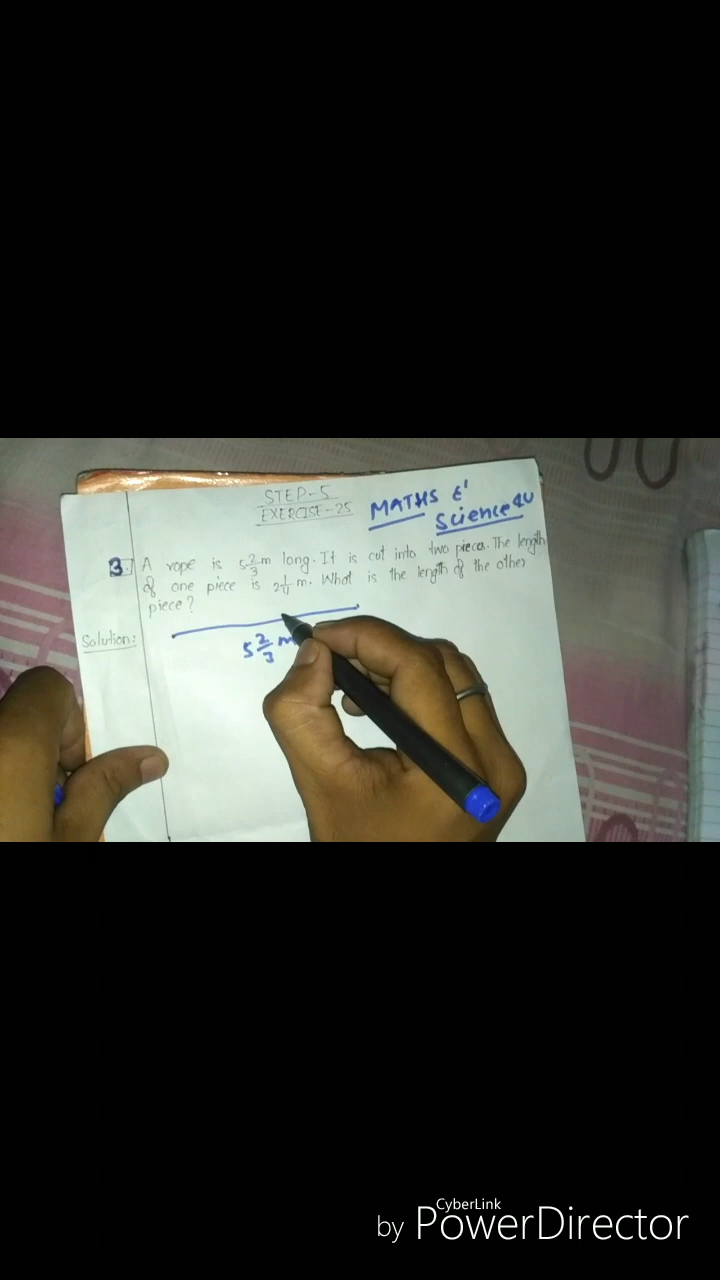 STEP-5
EXERCISE-25
MATHS &
Science 4U
3. A rope is 5 2/3 m long. It is cut into two pieces. The length
of one piece is 2 1/4 m. What is the length of the other
piece?
Solution:
5 2/3 m
CyberLink
by PowerDirector